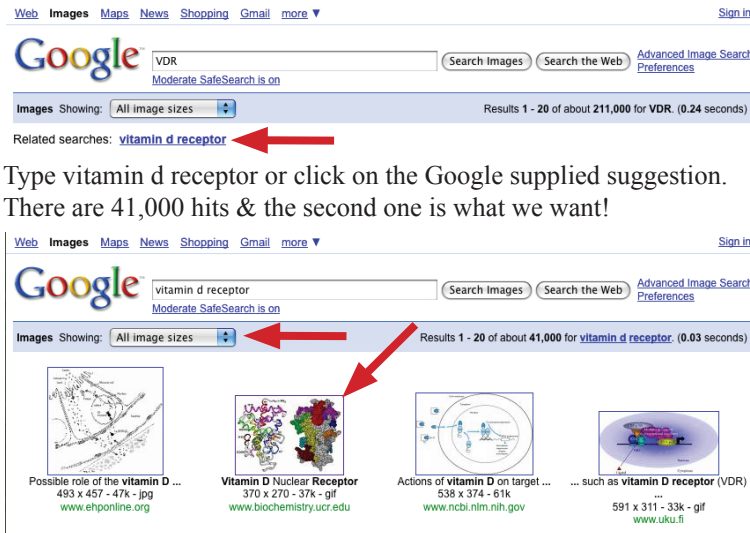 Web Images Maps News Shopping Gmail more ▼ Sign in
Google VDR Search Images Search the Web Advanced Image Search
Moderate SafeSearch is on Preferences
Images Showing: All image sizes Results 1 - 20 of about 211,000 for VDR. (0.24 seconds)
Related searches: vitamin d receptor
Type vitamin d receptor or click on the Google supplied suggestion.
There are 41,000 hits & the second one is what we want!
Web Images Maps News Shopping Gmail more ▼ Sign in
Google vitamin d receptor Search Images Search the Web Advanced Image Search
Moderate SafeSearch is on Preferences
Images Showing: All image sizes Results 1 - 20 of about 41,000 for vitamin d receptor. (0.03 seconds)
Possible role of the vitamin D ...
493 x 457 - 47k - jpg
www.ehponline.org
Vitamin D Nuclear Receptor
370 x 270 - 37k - gif
www.biochemistry.ucr.edu
Actions of vitamin D on target ...
538 x 374 - 61k
www.ncbi.nlm.nih.gov
... such as vitamin D receptor (VDR)
...
591 x 311 - 33k - gif
www.uku.fi